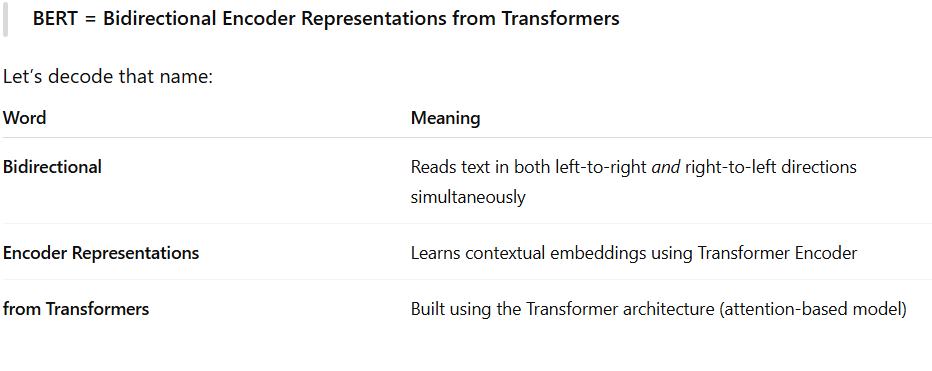 BERT = Bidirectional Encoder Representations from Transformers
Let’s decode that name:
Word Meaning
Bidirectional Reads text in both left-to-right and right-to-left directions
simultaneously
Encoder Representations Learns contextual embeddings using Transformer Encoder
from Transformers Built using the Transformer architecture (attention-based model)